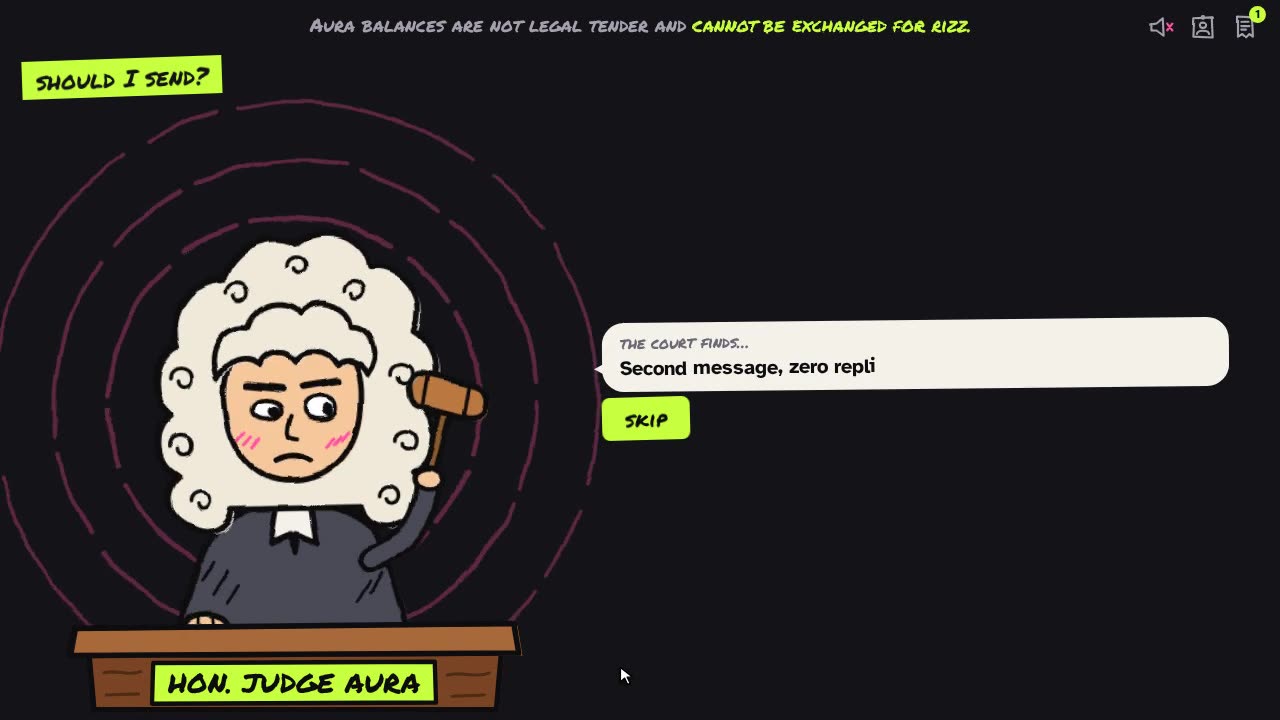 AURA BALANCES ARE NOT LEGAL TENDER AND CANNOT BE EXCHANGED FOR RIZZ.
1
SHOULD I SEND?
THE COURT FINDS...
Second message, zero repli
SKIP
HON. JUDGE AURA